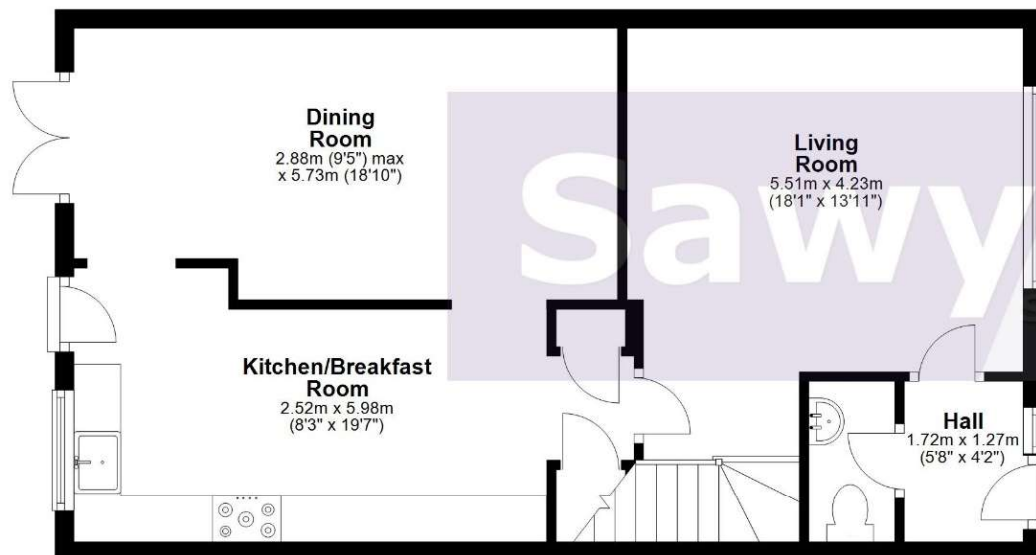 Dining
Room
2.88m (9'5") max
x 5.73m (18'10")
Living
Room
5.51m x 4.23m
(18'1" x 13'11")
Sawy
Kitchen/Breakfast
Room
2.52m x 5.98m
(8'3" x 19'7")
Hall
1.72m x 1.27m
(5'8" x 4'2")